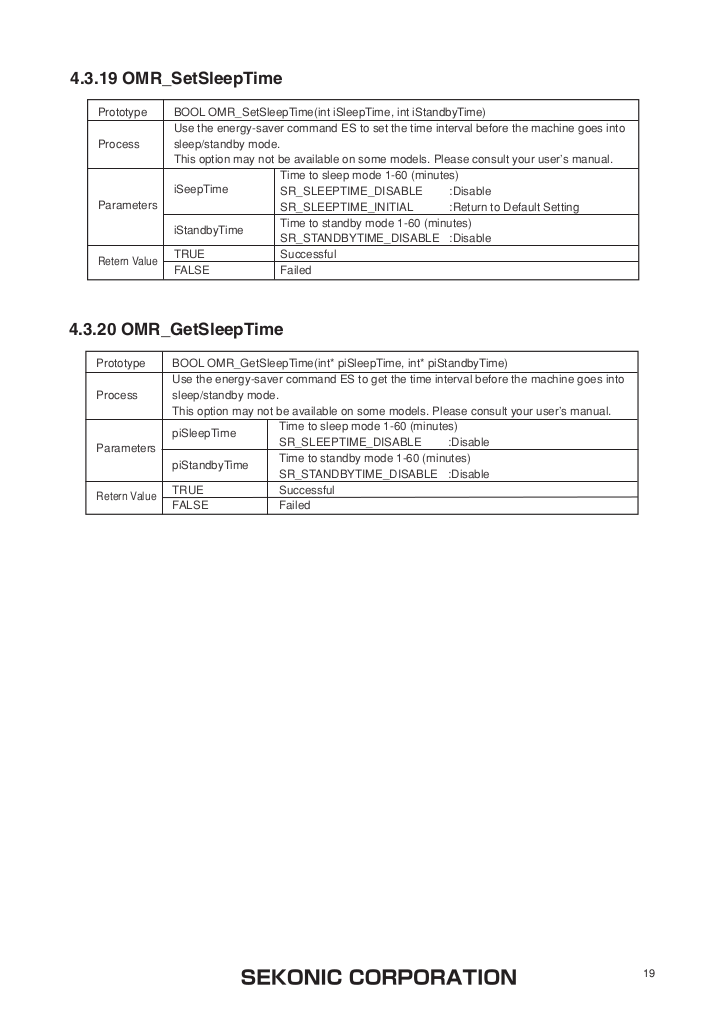 4.3.19 OMR_SetSleepTime
Prototype BOOL OMR_SetSleepTime(int iSleepTime, int iStandbyTime)
Process Use the energy-saver command ES to set the time interval before the machine goes into
sleep/standby mode.
This option may not be available on some models. Please consult your user's manual.
Parameters iSeepTime Time to sleep mode 1-60 (minutes)
SR_SLEEPTIME_DISABLE :Disable
SR_SLEEPTIME_INITIAL :Return to Default Setting
iStandbyTime Time to standby mode 1-60 (minutes)
SR_STANDBYTIME_DISABLE :Disable
Retern Value TRUE Successful
FALSE Failed
4.3.20 OMR_GetSleepTime
Prototype BOOL OMR_GetSleepTime(int* piSleepTime, int* piStandbyTime)
Process Use the energy-saver command ES to get the time interval before the machine goes into
sleep/standby mode.
This option may not be available on some models. Please consult your user's manual.
Parameters piSleepTime Time to sleep mode 1-60 (minutes)
SR_SLEEPTIME_DISABLE :Disable
piStandbyTime Time to standby mode 1-60 (minutes)
SR_STANDBYTIME_DISABLE :Disable
Retern Value TRUE Successful
FALSE Failed
SEKONIC CORPORATION 19